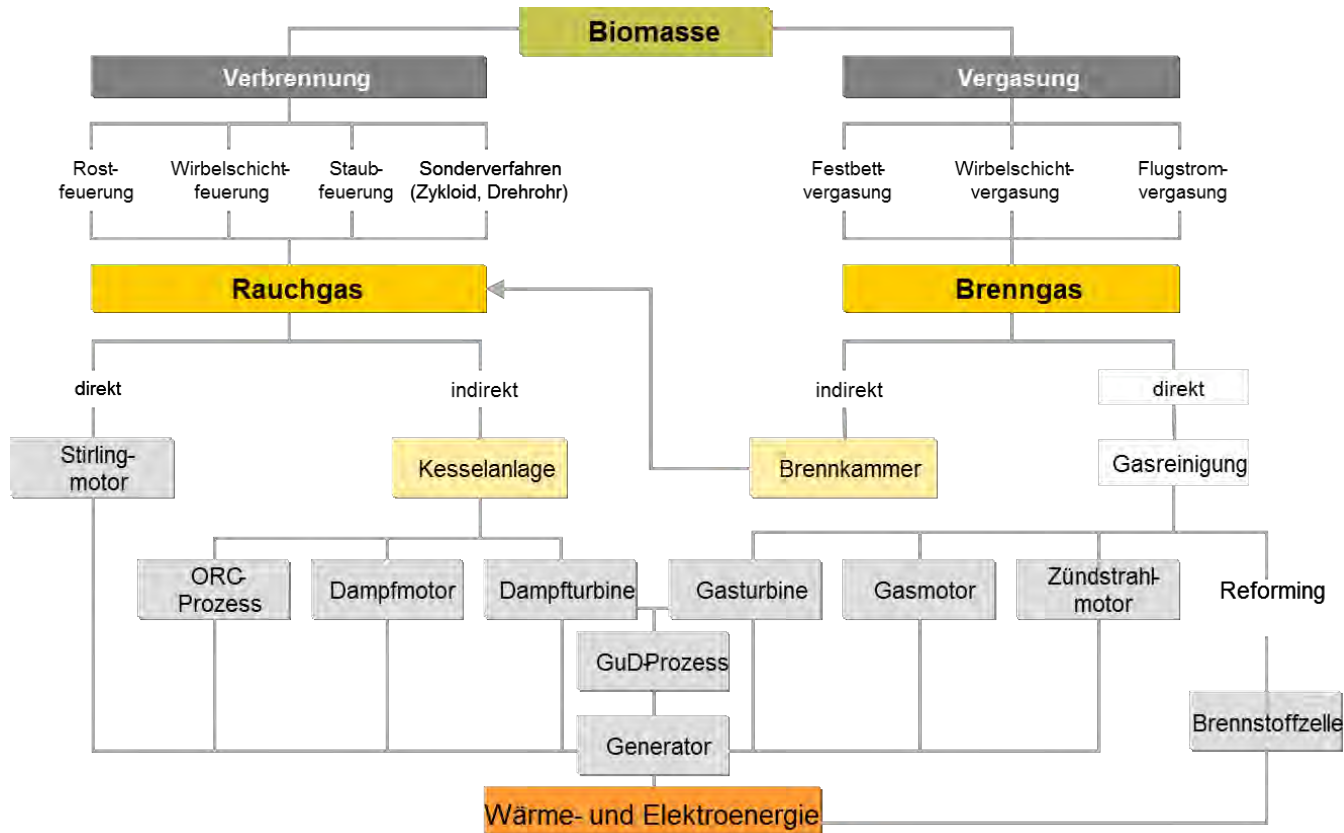 Biomasse
Verbrennung
Vergasung
Rost-
feuerung
Wirbelschicht-
feuerung
Staub-
feuerung
Sonderverfahren
(Zykloid, Drehrohr)
Festbett-
vergasung
Wirbelschicht-
vergasung
Flugstrom-
vergasung
Rauchgas
Brenngas
direkt
indirekt
indirekt
direkt
Stirling-
motor
Kesselanlage
Brennkammer
Gasreinigung
ORC-
Prozess
Dampfmotor
Dampfturbine
Gasturbine
Gasmotor
Zündstrahl-
motor
Reforming
GuD-Prozess
Brennstoffzelle
Generator
Wärme- und Elektroenergie